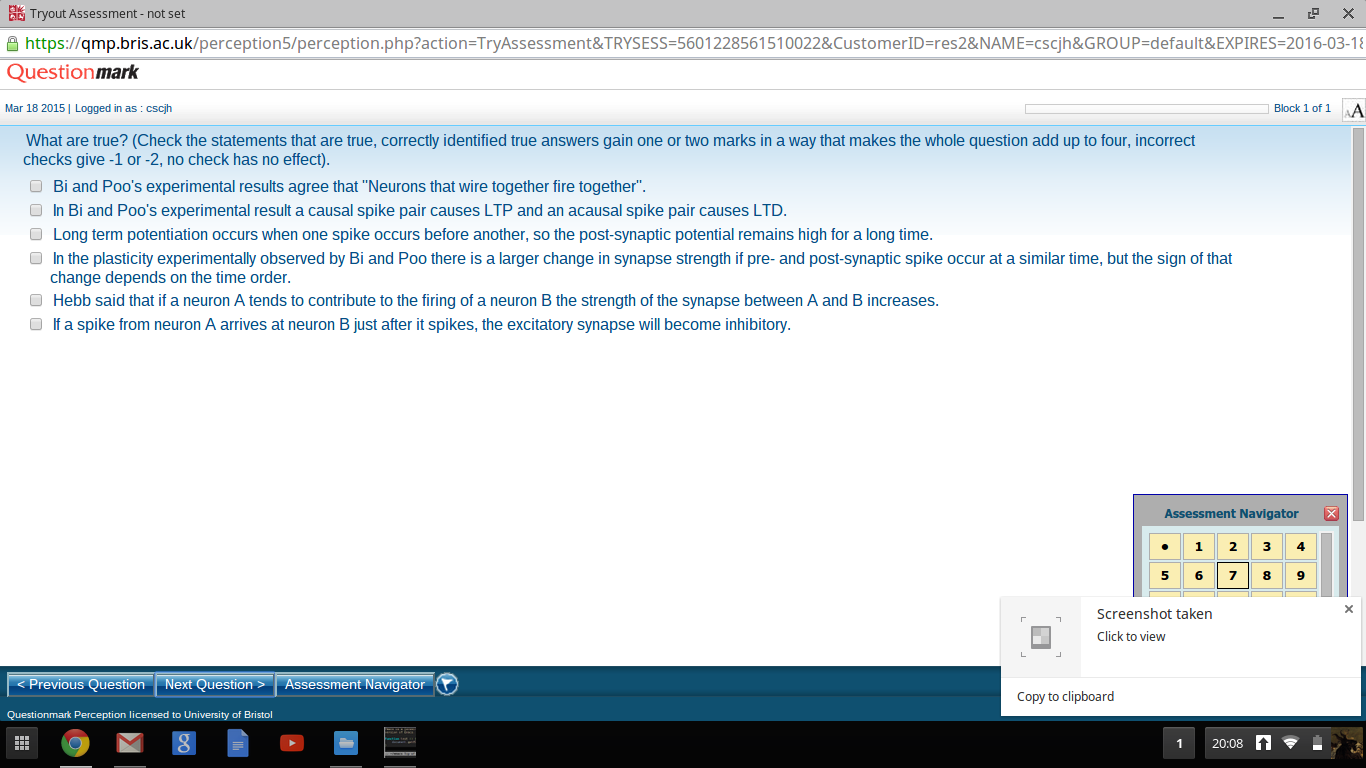 Tryout Assessment - not set
https://qmp.bris.ac.uk/perception5/perception.php?action=TryAssessment&TRYSESS=5601228561510022&CustomerID=res2&NAME=cscjh&GROUP=default&EXPIRES=2016-03-18
Questionmark
Mar 18 2015 | Logged in as : cscjh
Block 1 of 1
AA
What are true? (Check the statements that are true, correctly identified true answers gain one or two marks in a way that makes the whole question add up to four, incorrect
checks give -1 or -2, no check has no effect).
Bi and Poo's experimental results agree that "Neurons that wire together fire together".
In Bi and Poo's experimental result a causal spike pair causes LTP and an acausal spike pair causes LTD.
Long term potentiation occurs when one spike occurs before another, so the post-synaptic potential remains high for a long time.
In the plasticity experimentally observed by Bi and Poo there is a larger change in synapse strength if pre- and post-synaptic spike occur at a similar time, but the sign of that
change depends on the time order.
Hebb said that if a neuron A tends to contribute to the firing of a neuron B the strength of the synapse between A and B increases.
If a spike from neuron A arrives at neuron B just after it spikes, the excitatory synapse will become inhibitory.
Assessment Navigator
• 1 2 3 4
5 6 7 8 9
Screenshot taken
Click to view
Copy to clipboard
< Previous Question
Next Question >
Assessment Navigator
Questionmark Perception licensed to University of Bristol
8
1
20:08